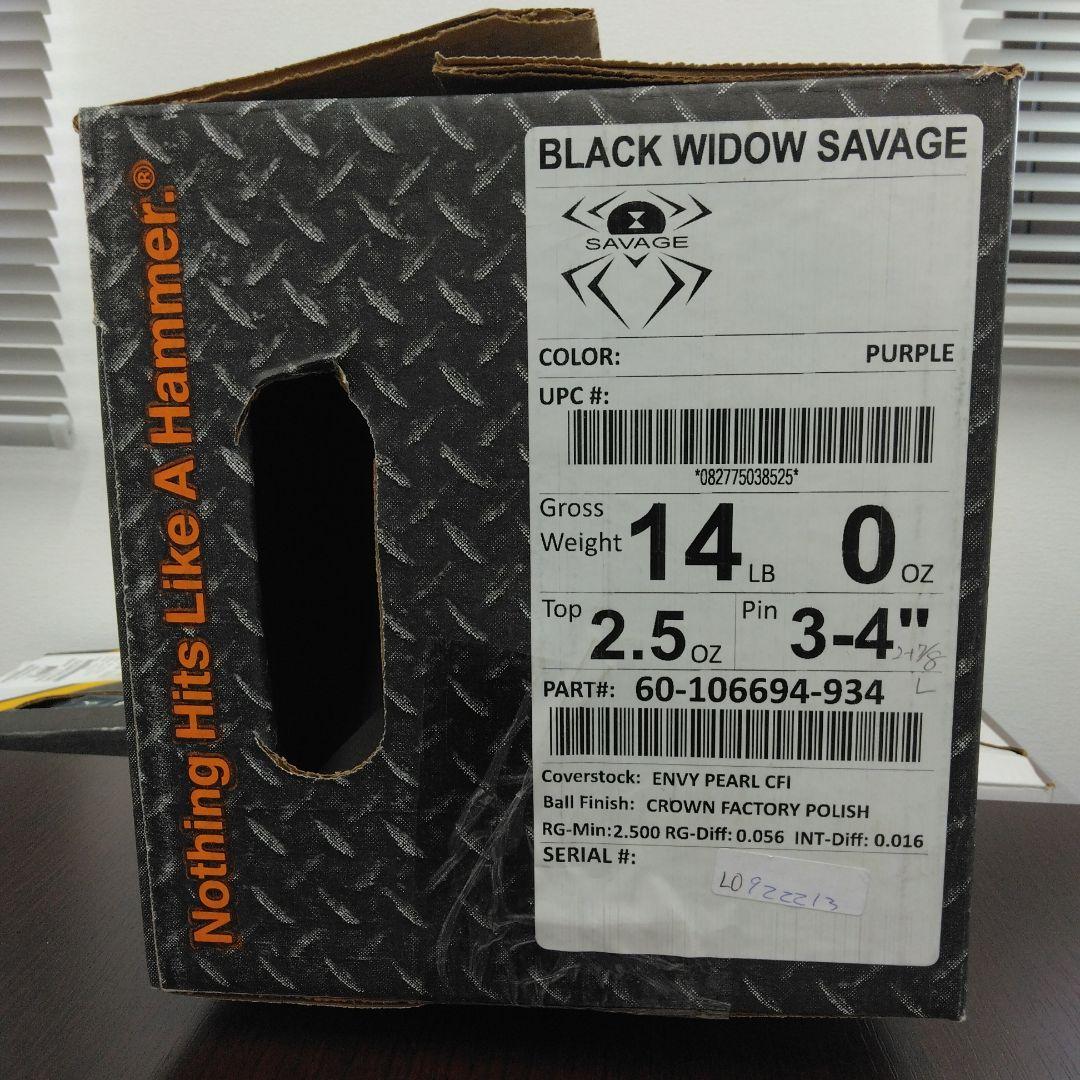 Nothing Hits Like A Hammer.®
BLACK WIDOW SAVAGE
SAVAGE
COLOR: PURPLE
UPC #:
*082775038525*
Gross Weight 14 LB 0 OZ
Top 2.5 OZ Pin 3-4"
L
PART#: 60-106694-934
Coverstock: ENVY PEARL CFI
Ball Finish: CROWN FACTORY POLISH
RG-Min:2.500 RG-Diff: 0.056 INT-Diff: 0.016
SERIAL #:
LO922213